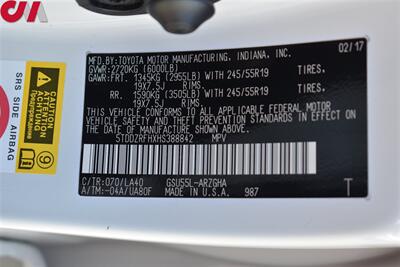 MFD. BY:TOYOTA MOTOR MANUFACTURING, INDIANA, INC.
02/17
GVWR: 2720KG (6000LB)
GAWR:FRT. 1345KG (2955LB) WITH 245/55R19 TIRES,
19X7.5J RIMS.
RR. 1590KG (3505LB) WITH 245/55R19 TIRES,
19X7.5J RIMS.
THIS VEHICLE CONFORMS TO ALL APPLICABLE FEDERAL MOTOR
VEHICLE SAFETY AND THEFT PREVENTION STANDARDS IN EFFECT
ON THE DATE OF MANUFACTURE SHOWN ABOVE.
5TDDZRFHXHS388842 MPV
C/TR:070/LA40 GSU55L-ARZGHA T
A/TM:-04A/UA80F MADE IN U.S.A. 987
SRS SIDE AIRBAG
ATTENTION
ACHTUNG